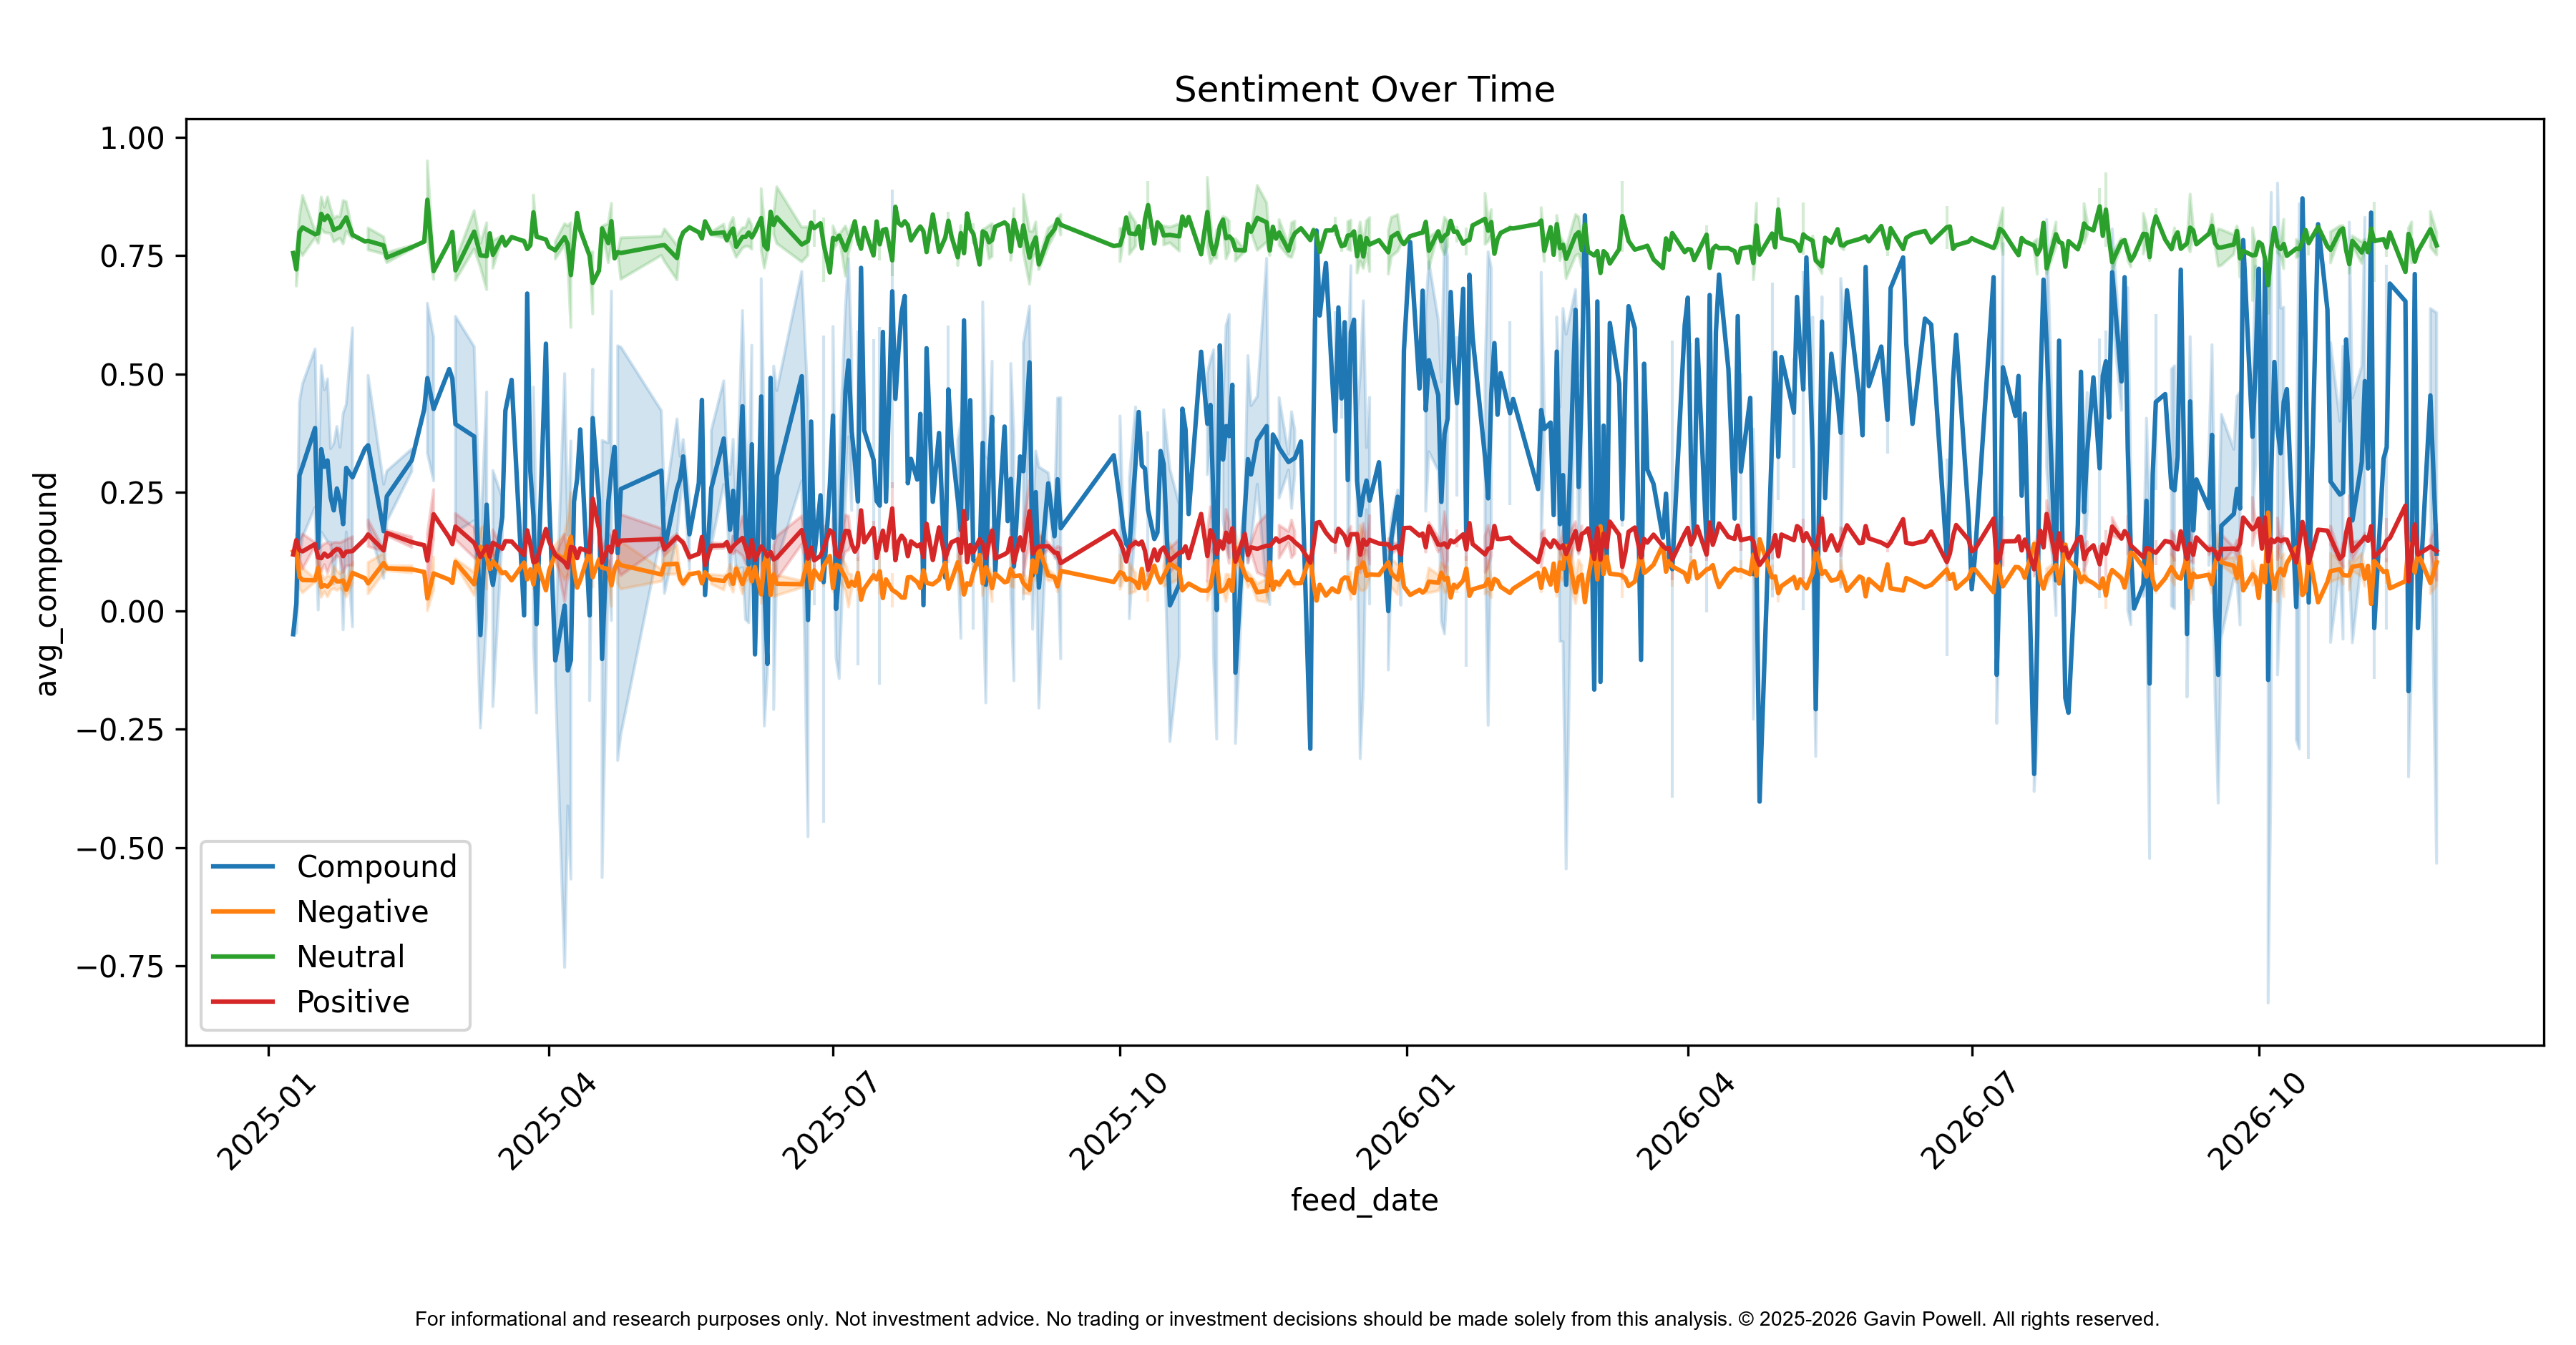 Sentiment Over Time
1.00
0.75
0.50
0.25
0.00
−0.25
−0.50
−0.75
avg_compound
Compound
Negative
Neutral
Positive
2025-01
2025-04
2025-07
2025-10
2026-01
2026-04
2026-07
2026-10
feed_date
For informational and research purposes only. Not investment advice. No trading or investment decisions should be made solely from this analysis. © 2025-2026 Gavin Powell. All rights reserved.